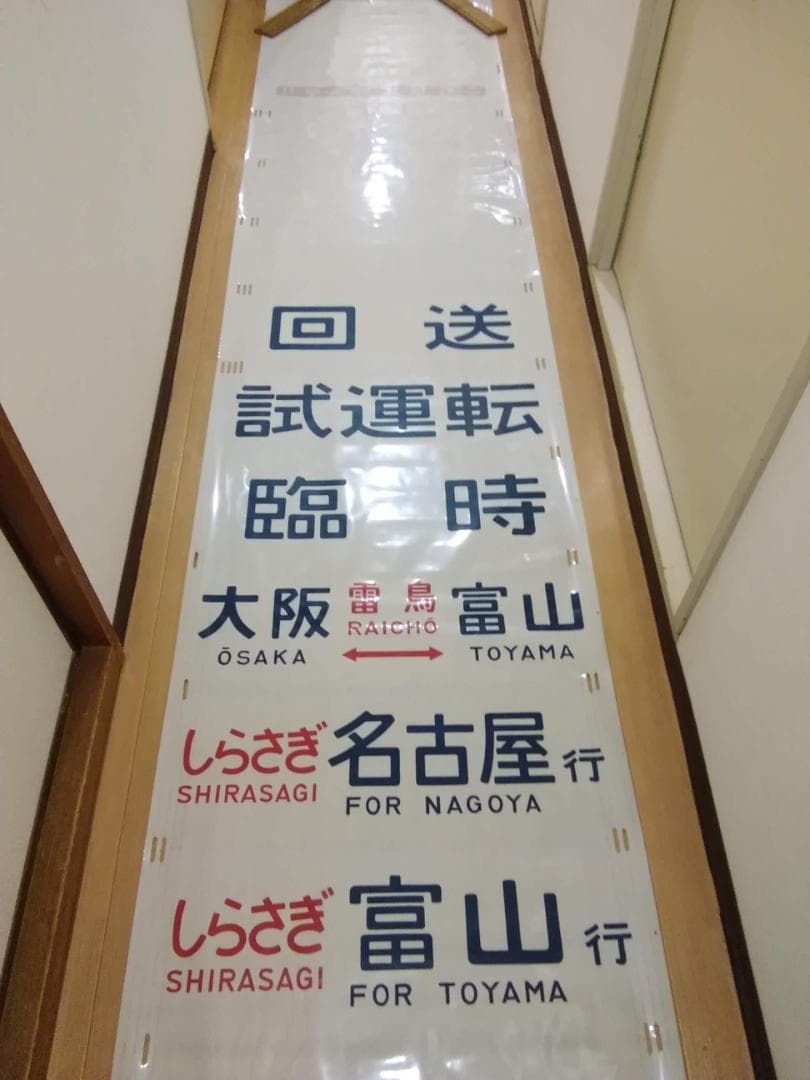 回送
試運転
臨時
大阪 雷鳥 富山
ŌSAKA RAICHŌ TOYAMA
しらさぎ 名古屋 行
SHIRASAGI FOR NAGOYA
しらさぎ 富山 行
SHIRASAGI FOR TOYAMA